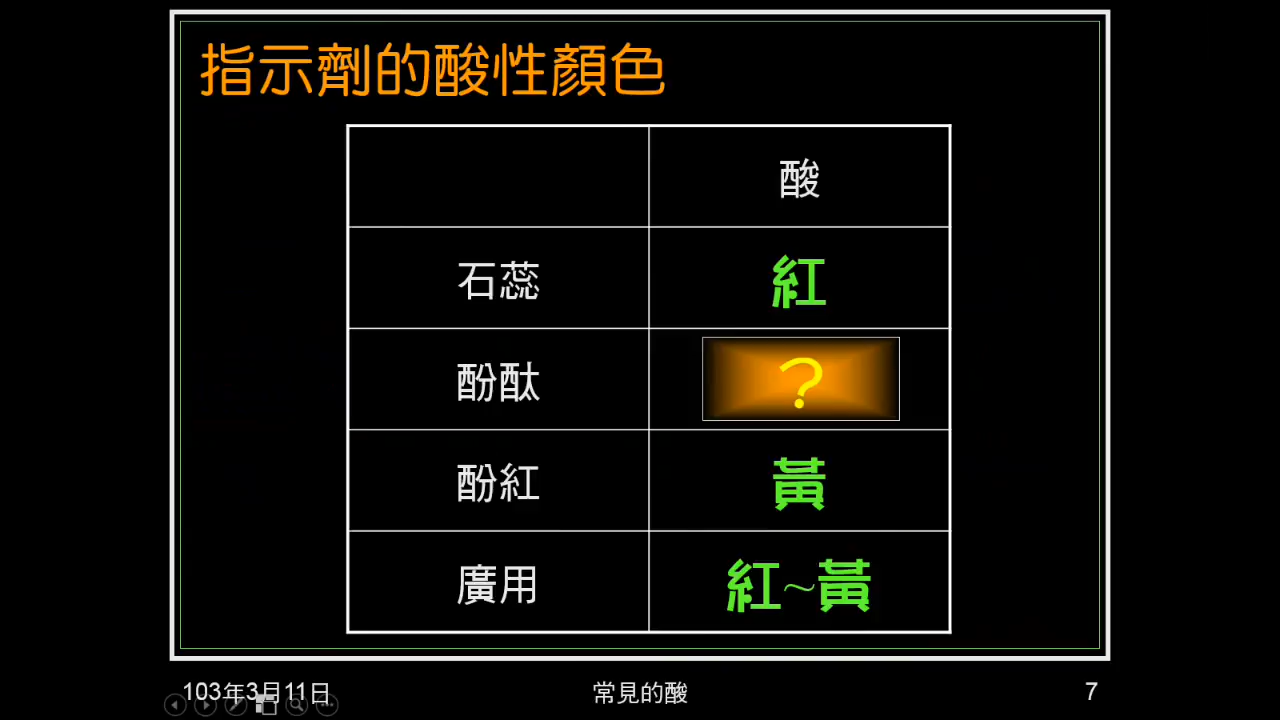 指示劑的酸性顏色
酸
石蕊 紅
酚酞 ?
酚紅 黃
廣用 紅~黃
103年3月11日 常見的酸 7